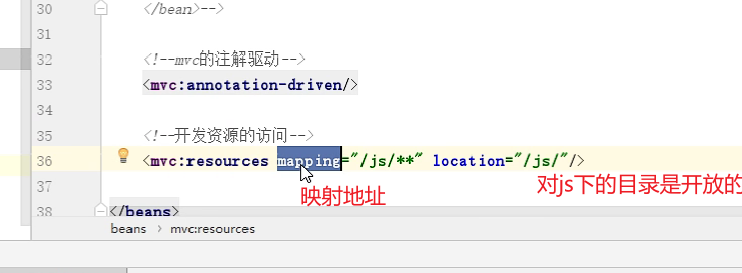 30 </bean>-->
31
32 <!--mvc的注解驱动-->
33 <mvc:annotation-driven/>
34
35 <!--开发资源的访问-->
36 <mvc:resources mapping="/js/**" location="/js/"/>
映射地址
对js下的目录是开放的
37
38 </beans>
beans › mvc:resources